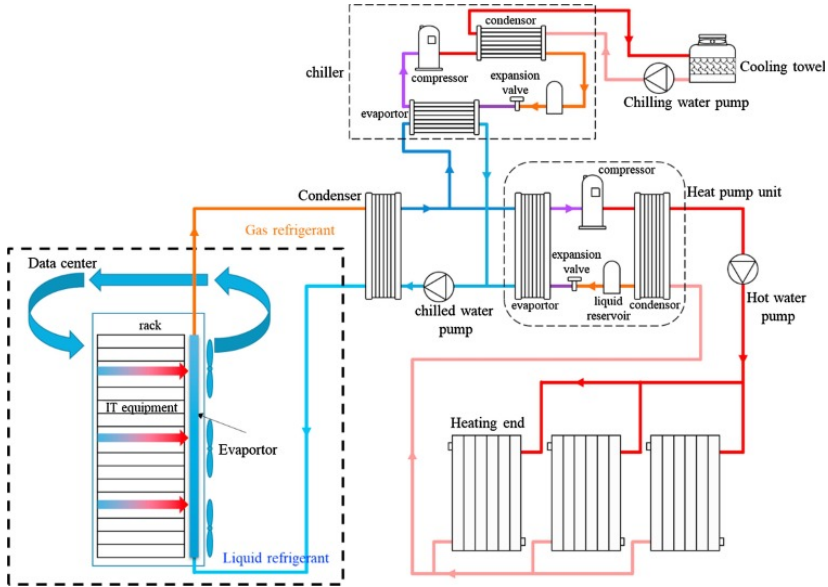 condensor
chiller
compressor
expansion
valve
Cooling towel
Chilling water pump
evaportor
compressor
Condenser
Heat pump unit
Gas refrigerant
Data center
expansion
valve
chilled water
pump
evaportor
liquid
reservoir
condensor
Hot water
pump
rack
IT equipment
Heating end
Evaportor
Liquid refrigerant